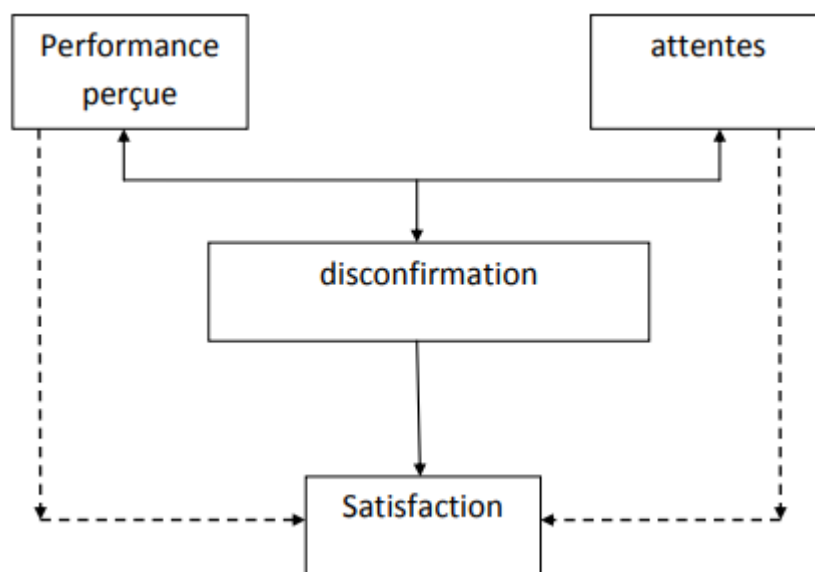 Performance
perçue
attentes
disconfirmation
Satisfaction